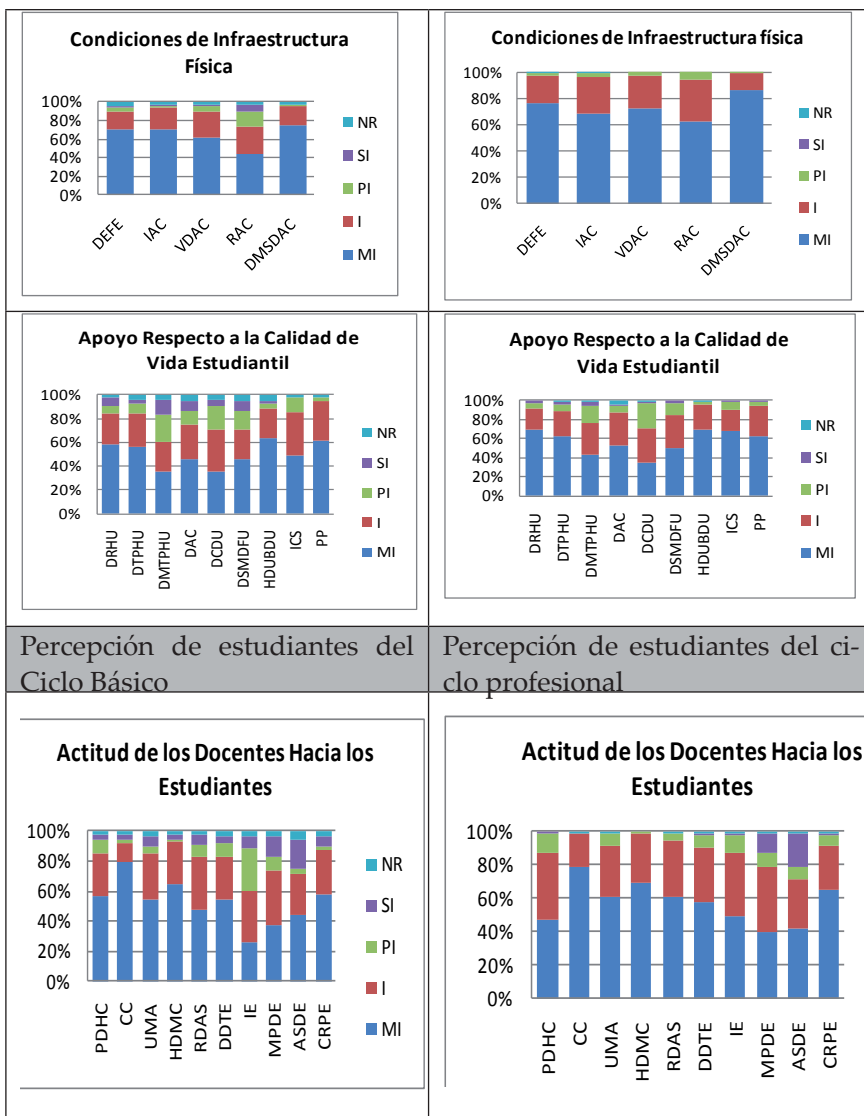 Condiciones de Infraestructura
Física
100%
80%
60%
40%
20%
0%
DEFE IAC VDAC RAC DMSDAC
NR
SI
PI
I
MI
Condiciones de Infraestructura física
100%
80%
60%
40%
20%
0%
DEFE IAC VDAC RAC DMSDAC
NR
SI
PI
I
MI
Apoyo Respecto a la Calidad de
Vida Estudiantil
100%
80%
60%
40%
20%
0%
DRHU DTPHU DMTPHU DAC DCDU DSMDFU HDUBDU ICS PP
NR
SI
PI
I
MI
Apoyo Respecto a la Calidad de
Vida Estudiantil
100%
80%
60%
40%
20%
0%
DRHU DTPHU DMTPHU DAC DCDU DSMDFU HDUBDU ICS PP
NR
SI
PI
I
MI
Percepción de estudiantes del
Ciclo Básico
Percepción de estudiantes del ci-
clo profesional
Actitud de los Docentes Hacia los
Estudiantes
100%
80%
60%
40%
20%
0%
PDHC CC UMA HDMC RDAS DDTE IE MPDE ASDE CRPE
NR
SI
PI
I
MI
Actitud de los Docentes Hacia los
Estudiantes
100%
80%
60%
40%
20%
0%
PDHC CC UMA HDMC RDAS DDTE IE MPDE ASDE CRPE